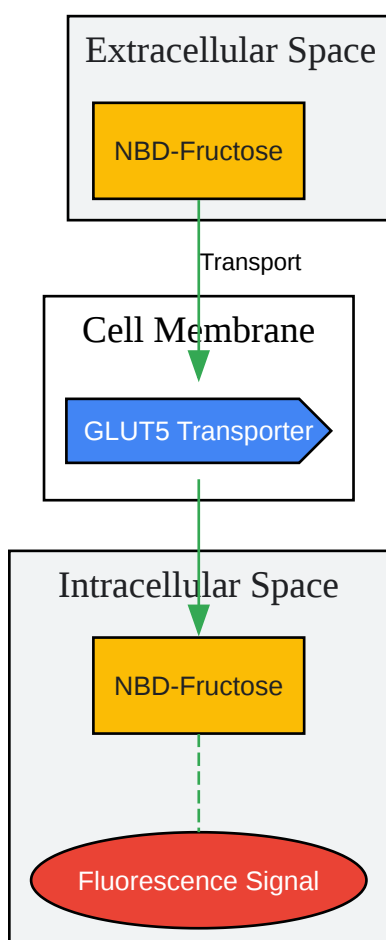 Extracellular Space
NBD-Fructose
Transport
Cell Membrane
GLUT5 Transporter
Intracellular Space
NBD-Fructose
Fluorescence Signal